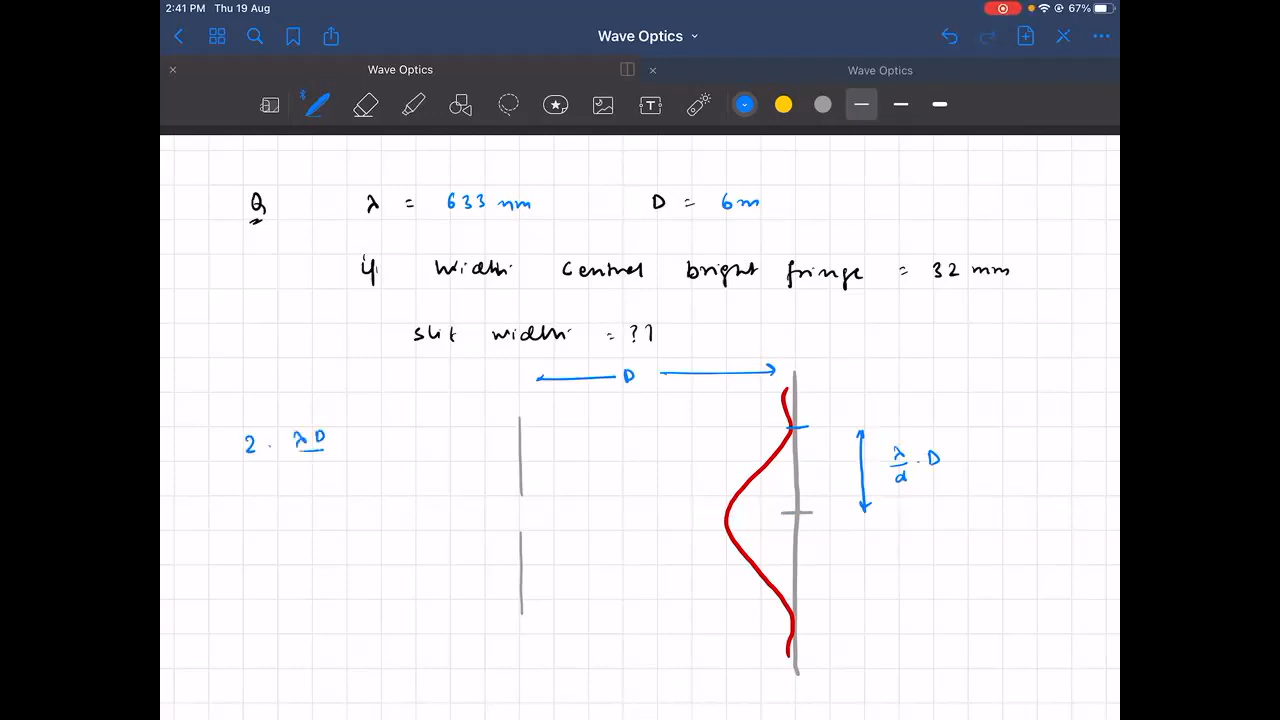 2:41 PM Thu 19 Aug 67%
Wave Optics
Wave Optics Wave Optics
Q λ = 633 nm D = 6m
if width central bright fringe = 32 mm
slit width = ??
D
2 . λD
λ/d . D